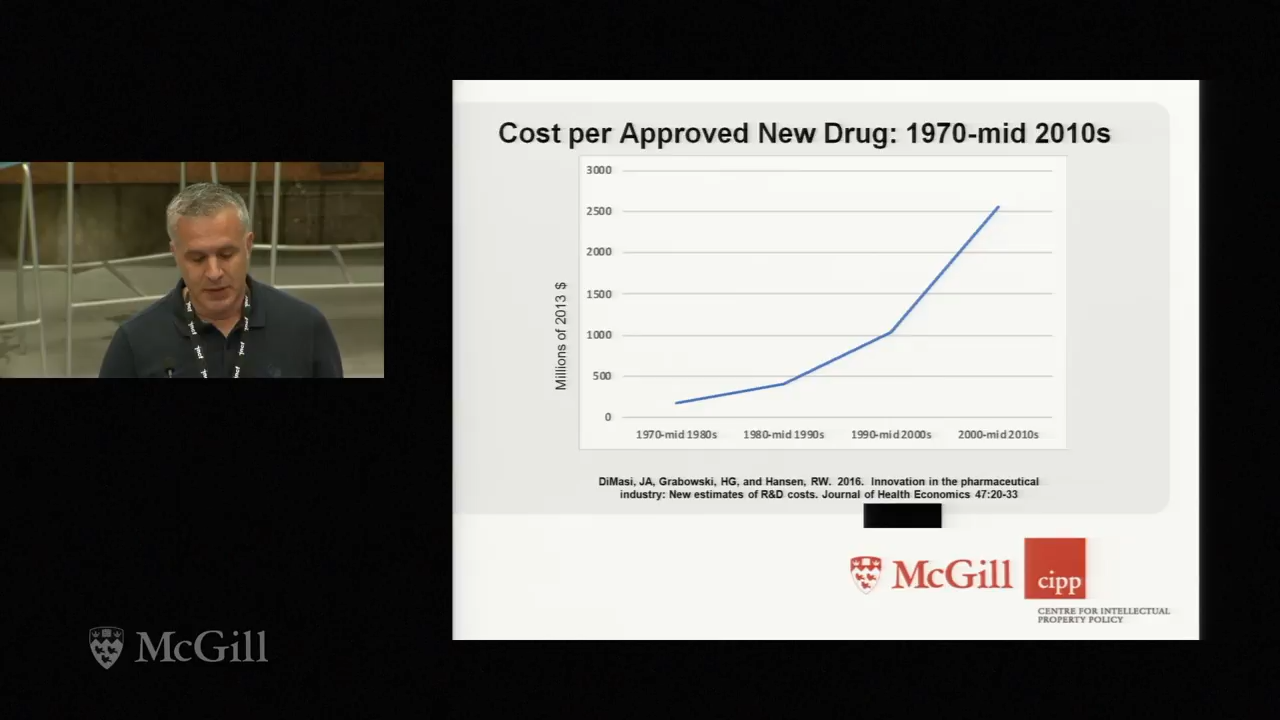 Cost per Approved New Drug: 1970-mid 2010s
3000
2500
2000
1500
1000
500
0
Millions of 2013 $
1970-mid 1980s
1980-mid 1990s
1990-mid 2000s
2000-mid 2010s
DiMasi, JA, Grabowski, HG, and Hansen, RW. 2016. Innovation in the pharmaceutical
industry: New estimates of R&D costs. Journal of Health Economics 47:20-33
McGill
cipp
CENTRE FOR INTELLECTUAL
PROPERTY POLICY
McGill